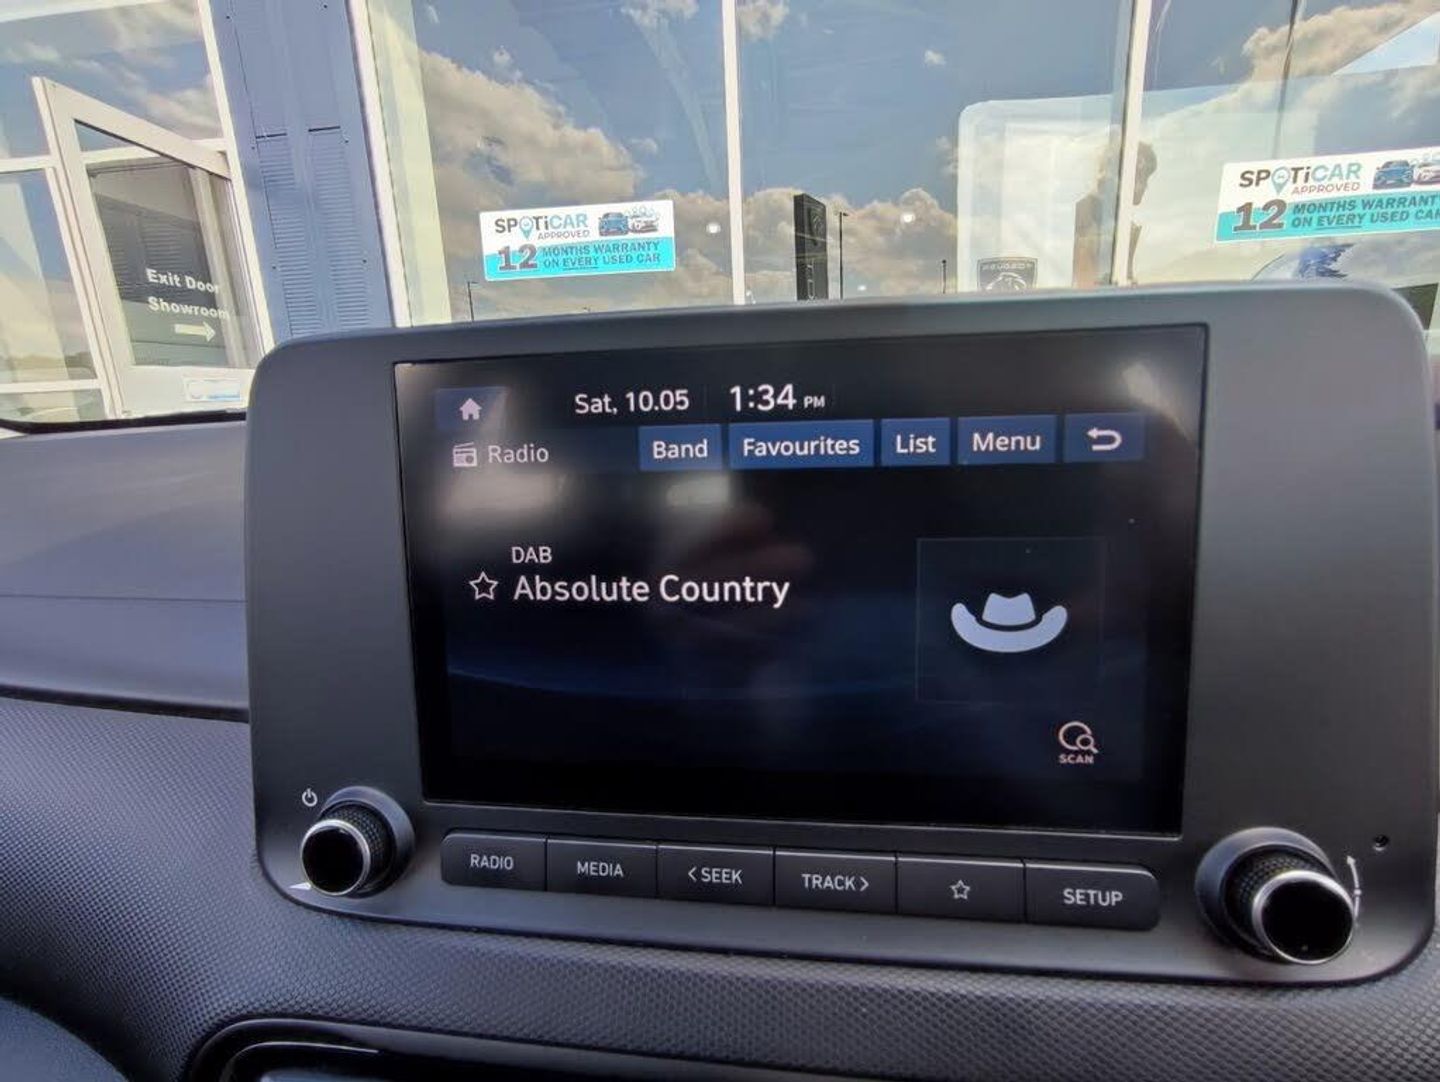 Exit Door
Showroom
SPOTiCAR
APPROVED
12 MONTHS WARRANTY
ON EVERY USED CAR
PEUGEOT
SPOTiCAR
APPROVED
12 MONTHS WARRANTY
ON EVERY USED CAR
Sat, 10.05 1:34 PM
Radio Band Favourites List Menu
DAB
Absolute Country
SCAN
RADIO MEDIA < SEEK TRACK > SETUP